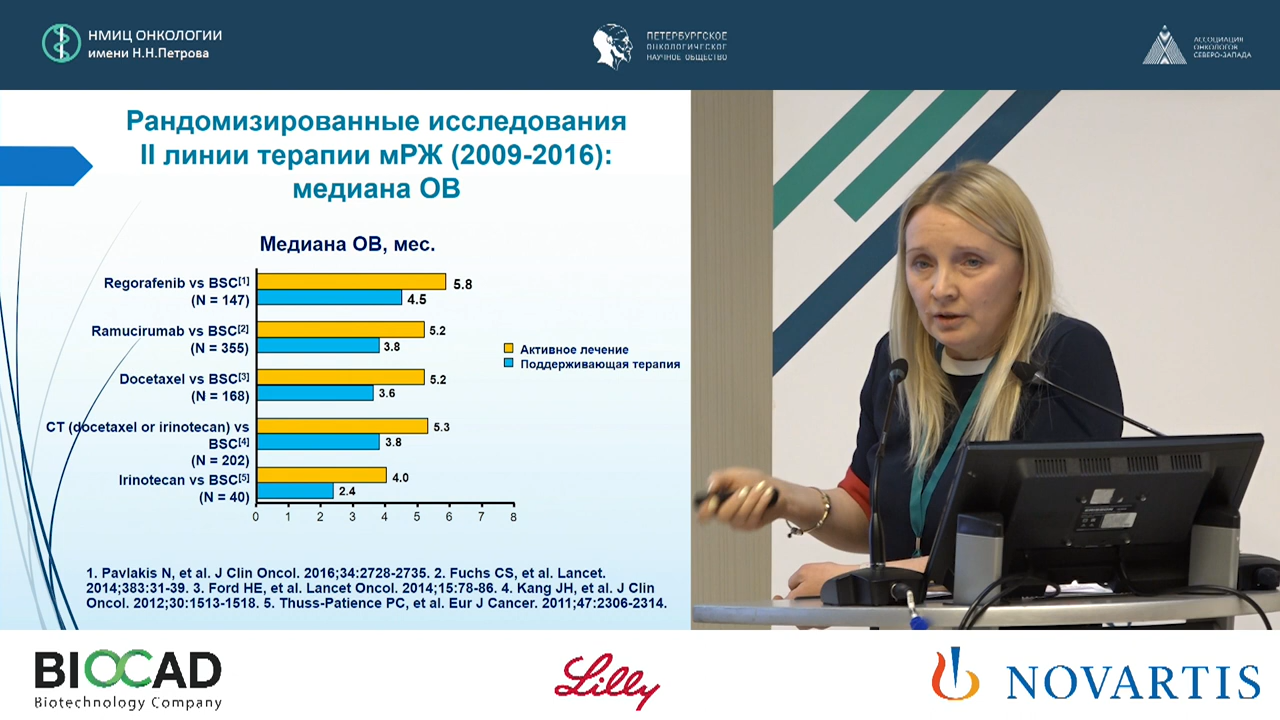 НМИЦ ОНКОЛОГИИ
имени Н.Н.Петрова
ПЕТЕРБУРГСКОЕ
ОНКОЛОГИЧЕСКОЕ
НАУЧНОЕ ОБЩЕСТВО
АССОЦИАЦИЯ
ОНКОЛОГОВ
СЕВЕРО-ЗАПАДА
Рандомизированные исследования
II линии терапии мРЖ (2009-2016):
медиана ОВ
Медиана ОВ, мес.
Regorafenib vs BSC[1]
(N = 147)
5.8
4.5
Ramucirumab vs BSC[2]
(N = 355)
5.2
3.8
Docetaxel vs BSC[3]
(N = 168)
5.2
3.6
CT (docetaxel or irinotecan) vs
BSC[4]
(N = 202)
5.3
3.8
Irinotecan vs BSC[5]
(N = 40)
4.0
2.4
0 1 2 3 4 5 6 7 8
Активное лечение
Поддерживающая терапия
1. Pavlakis N, et al. J Clin Oncol. 2016;34:2728-2735. 2. Fuchs CS, et al. Lancet.
2014;383:31-39. 3. Ford HE, et al. Lancet Oncol. 2014;15:78-86. 4. Kang JH, et al. J Clin
Oncol. 2012;30:1513-1518. 5. Thuss-Patience PC, et al. Eur J Cancer. 2011;47:2306-2314.
BIOCAD
Biotechnology Company
Lilly
NOVARTIS